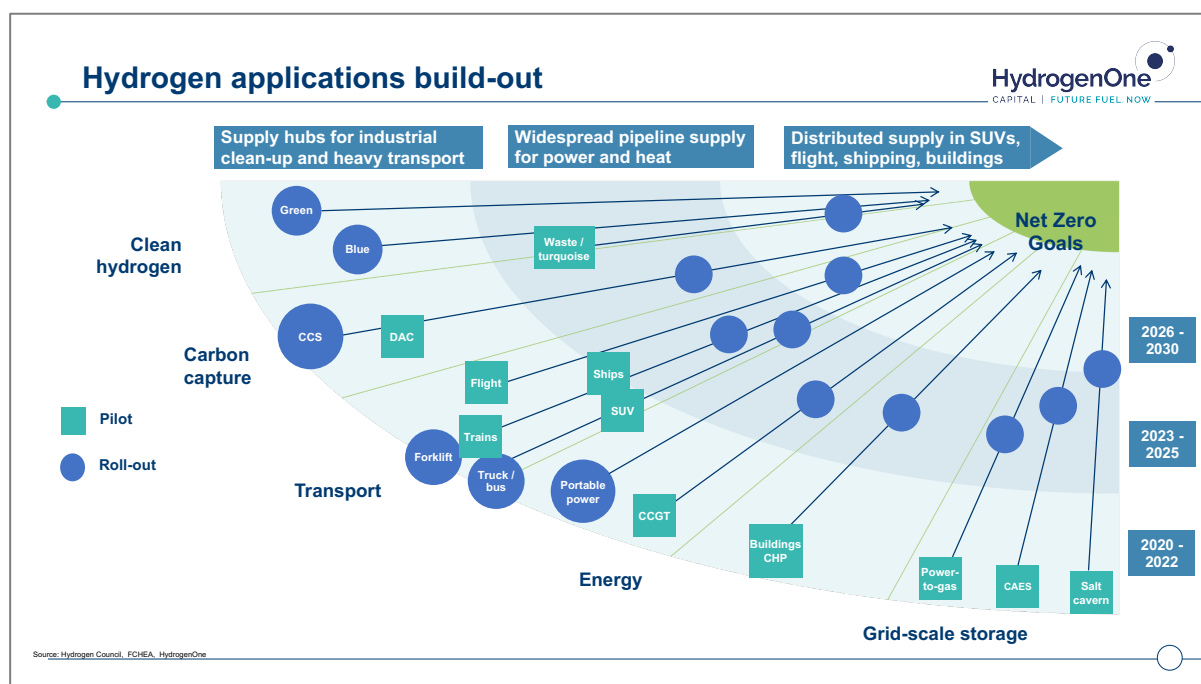 Hydrogen applications build-out
HydrogenOne
CAPITAL | FUTURE FUEL NOW
Supply hubs for industrial
clean-up and heavy transport
Widespread pipeline supply
for power and heat
Distributed supply in SUVs,
flight, shipping, buildings
Green
Blue
Waste /
turquoise
Net Zero
Goals
Clean
hydrogen
CCS
DAC
Carbon
capture
Flight
Ships
SUV
Trains
Forklift
Truck /
bus
Portable
power
CCGT
Buildings
CHP
Power-
to-gas
CAES
Salt
cavern
Pilot
Roll-out
Transport
Energy
Grid-scale storage
2026 -
2030
2023 -
2025
2020 -
2022
Source: Hydrogen Council, FCHEA, HydrogenOne